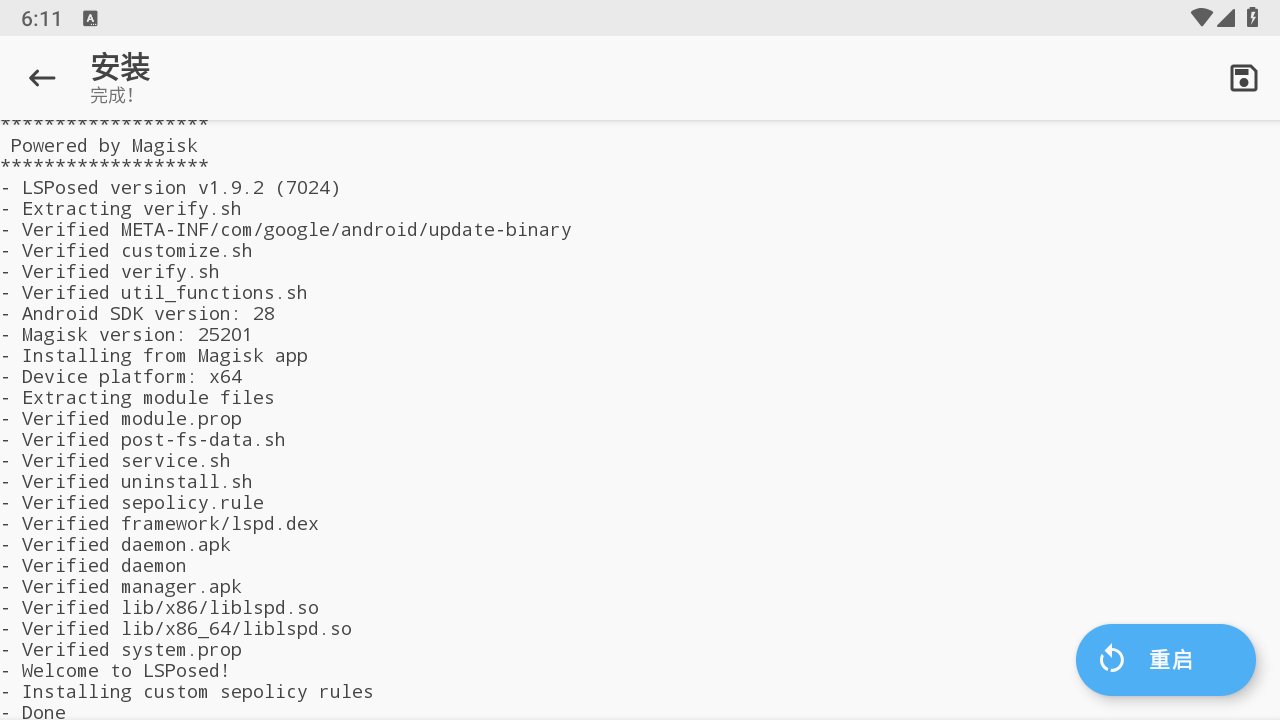 6:11
安装
完成！
*******************
Powered by Magisk
*******************
- LSPosed version v1.9.2 (7024)
- Extracting verify.sh
- Verified META-INF/com/google/android/update-binary
- Verified customize.sh
- Verified verify.sh
- Verified util_functions.sh
- Android SDK version: 28
- Magisk version: 25201
- Installing from Magisk app
- Device platform: x64
- Extracting module files
- Verified module.prop
- Verified post-fs-data.sh
- Verified service.sh
- Verified uninstall.sh
- Verified sepolicy.rule
- Verified framework/lspd.dex
- Verified daemon.apk
- Verified daemon
- Verified manager.apk
- Verified lib/x86/liblspd.so
- Verified lib/x86_64/liblspd.so
- Verified system.prop
- Welcome to LSPosed!
- Installing custom sepolicy rules
- Done
重启